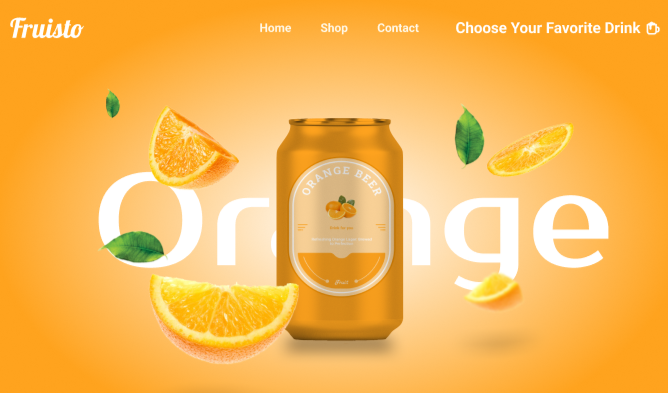 Fruisto
Home
Shop
Contact
Choose Your Favorite Drink
Orange
ORANGE BEER